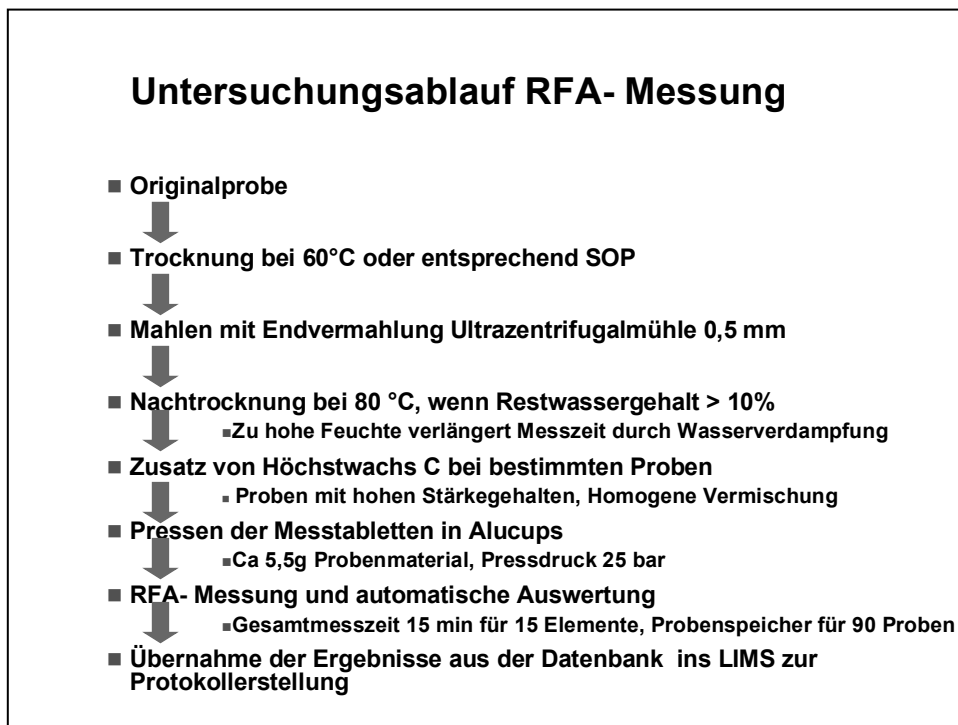 Untersuchungsablauf RFA- Messung
Originalprobe
Trocknung bei 60°C oder entsprechend SOP
Mahlen mit Endvermahlung Ultrazentrifugalmühle 0,5 mm
Nachtrocknung bei 80 °C, wenn Restwassergehalt > 10%
Zu hohe Feuchte verlängert Messzeit durch Wasserverdampfung
Zusatz von Höchstwachs C bei bestimmten Proben
Proben mit hohen Stärkegehalten, Homogene Vermischung
Pressen der Messtabletten in Alucups
Ca 5,5g Probenmaterial, Pressdruck 25 bar
RFA- Messung und automatische Auswertung
Gesamtmesszeit 15 min für 15 Elemente, Probenspeicher für 90 Proben
Übernahme der Ergebnisse aus der Datenbank ins LIMS zur
Protokollerstellung